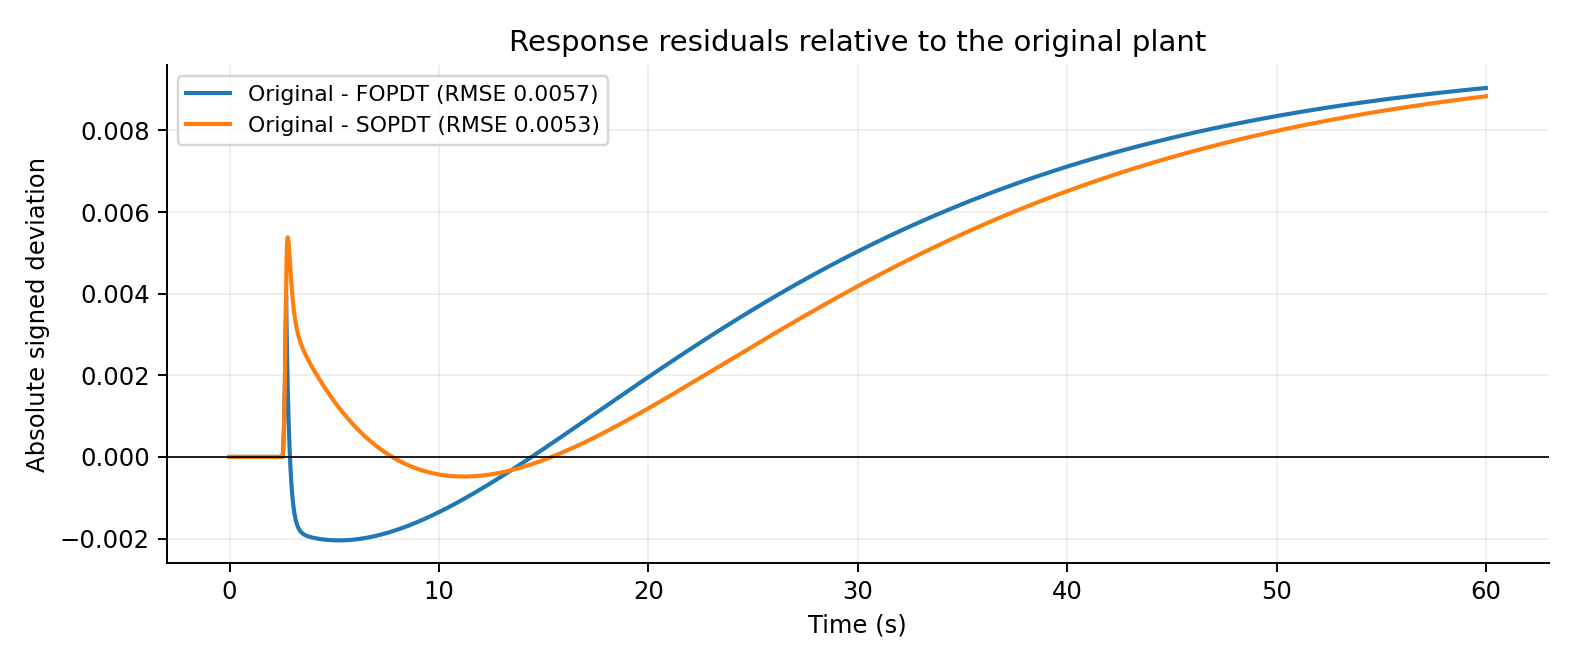 Response residuals relative to the original plant
Original - FOPDT (RMSE 0.0057)
Original - SOPDT (RMSE 0.0053)
Absolute signed deviation
0.008
0.006
0.004
0.002
0.000
−0.002
0 10 20 30 40 50 60
Time (s)